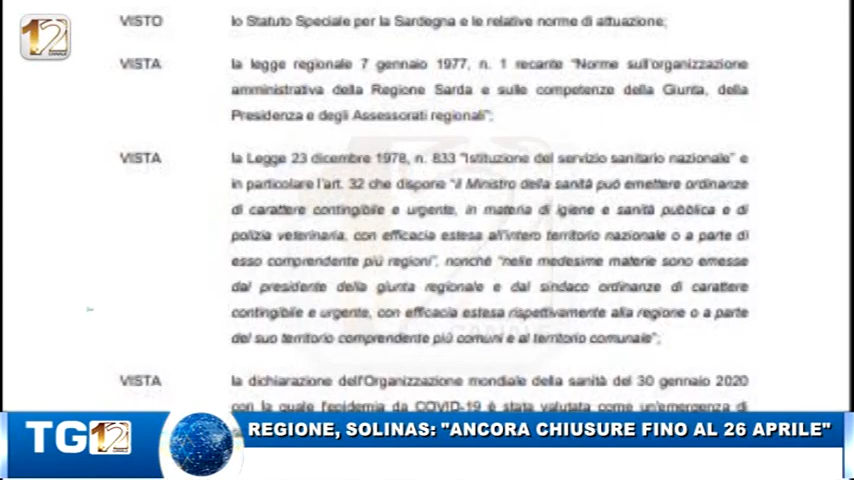 12
VISTO lo Statuto Speciale per la Sardegna e le relative norme di attuazione;
VISTA la legge regionale 7 gennaio 1977, n. 1 recante "Norme sull'organizzazione
amministrativa della Regione Sarda e sulle competenze della Giunta, della
Presidenza e degli Assessorati regionali";
VISTA la Legge 23 dicembre 1978, n. 833 "Istituzione del servizio sanitario nazionale" e
in particolare l'art. 32 che dispone "il Ministro della sanità può emettere ordinanze
di carattere contingibile e urgente, in materia di igiene e sanità pubblica e di
polizia veterinaria, con efficacia estesa all'intero territorio nazionale o a parte di
esso comprendente più regioni", nonché "nelle medesime materie sono emesse
dal presidente della giunta regionale e dal sindaco ordinanze di carattere
contingibile e urgente, con efficacia estesa rispettivamente alla regione o a parte
del suo territorio comprendente più comuni e al territorio comunale";
VISTA la dichiarazione dell'Organizzazione mondiale della sanità del 30 gennaio 2020
con la quale l'epidemia da COVID-19 è stata valutata come un'emergenza di
TG12
REGIONE, SOLINAS: "ANCORA CHIUSURE FINO AL 26 APRILE"